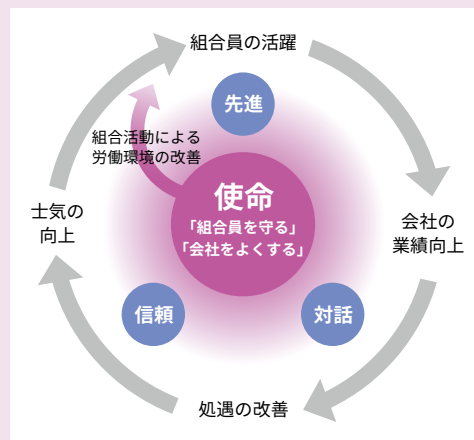 組合員の活躍
先進
組合活動による
労働環境の改善
使命
「組合員を守る」
「会社をよくする」
士気の
向上
会社の
業績向上
信頼
対話
処遇の改善